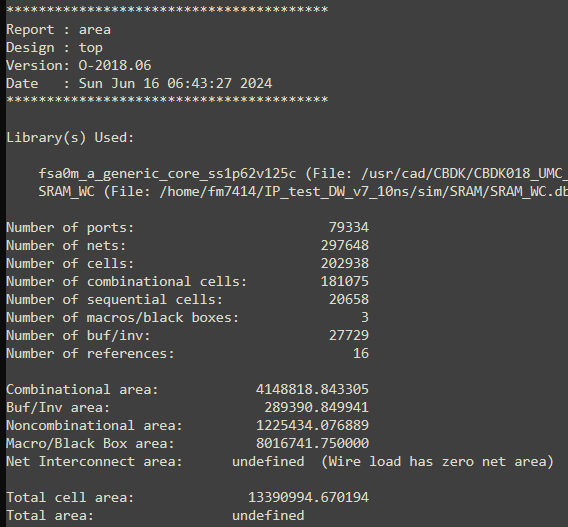 ****************************************
Report : area
Design : top
Version: O-2018.06
Date   : Sun Jun 16 06:43:27 2024
****************************************
Library(s) Used:
fsa0m_a_generic_core_ss1p62v125c (File: /usr/cad/CBDK/CBDK018_UMC_
SRAM_WC (File: /home/fm7414/IP_test_DW_v7_10ns/sim/SRAM/SRAM_WC.db
Number of ports: 79334
Number of nets: 297648
Number of cells: 202938
Number of combinational cells: 181075
Number of sequential cells: 20658
Number of macros/black boxes: 3
Number of buf/inv: 27729
Number of references: 16
Combinational area: 4148818.843305
Buf/Inv area: 289390.849941
Noncombinational area: 1225434.076889
Macro/Black Box area: 8016741.750000
Net Interconnect area: undefined (Wire load has zero net area)
Total cell area: 13390994.670194
Total area: undefined